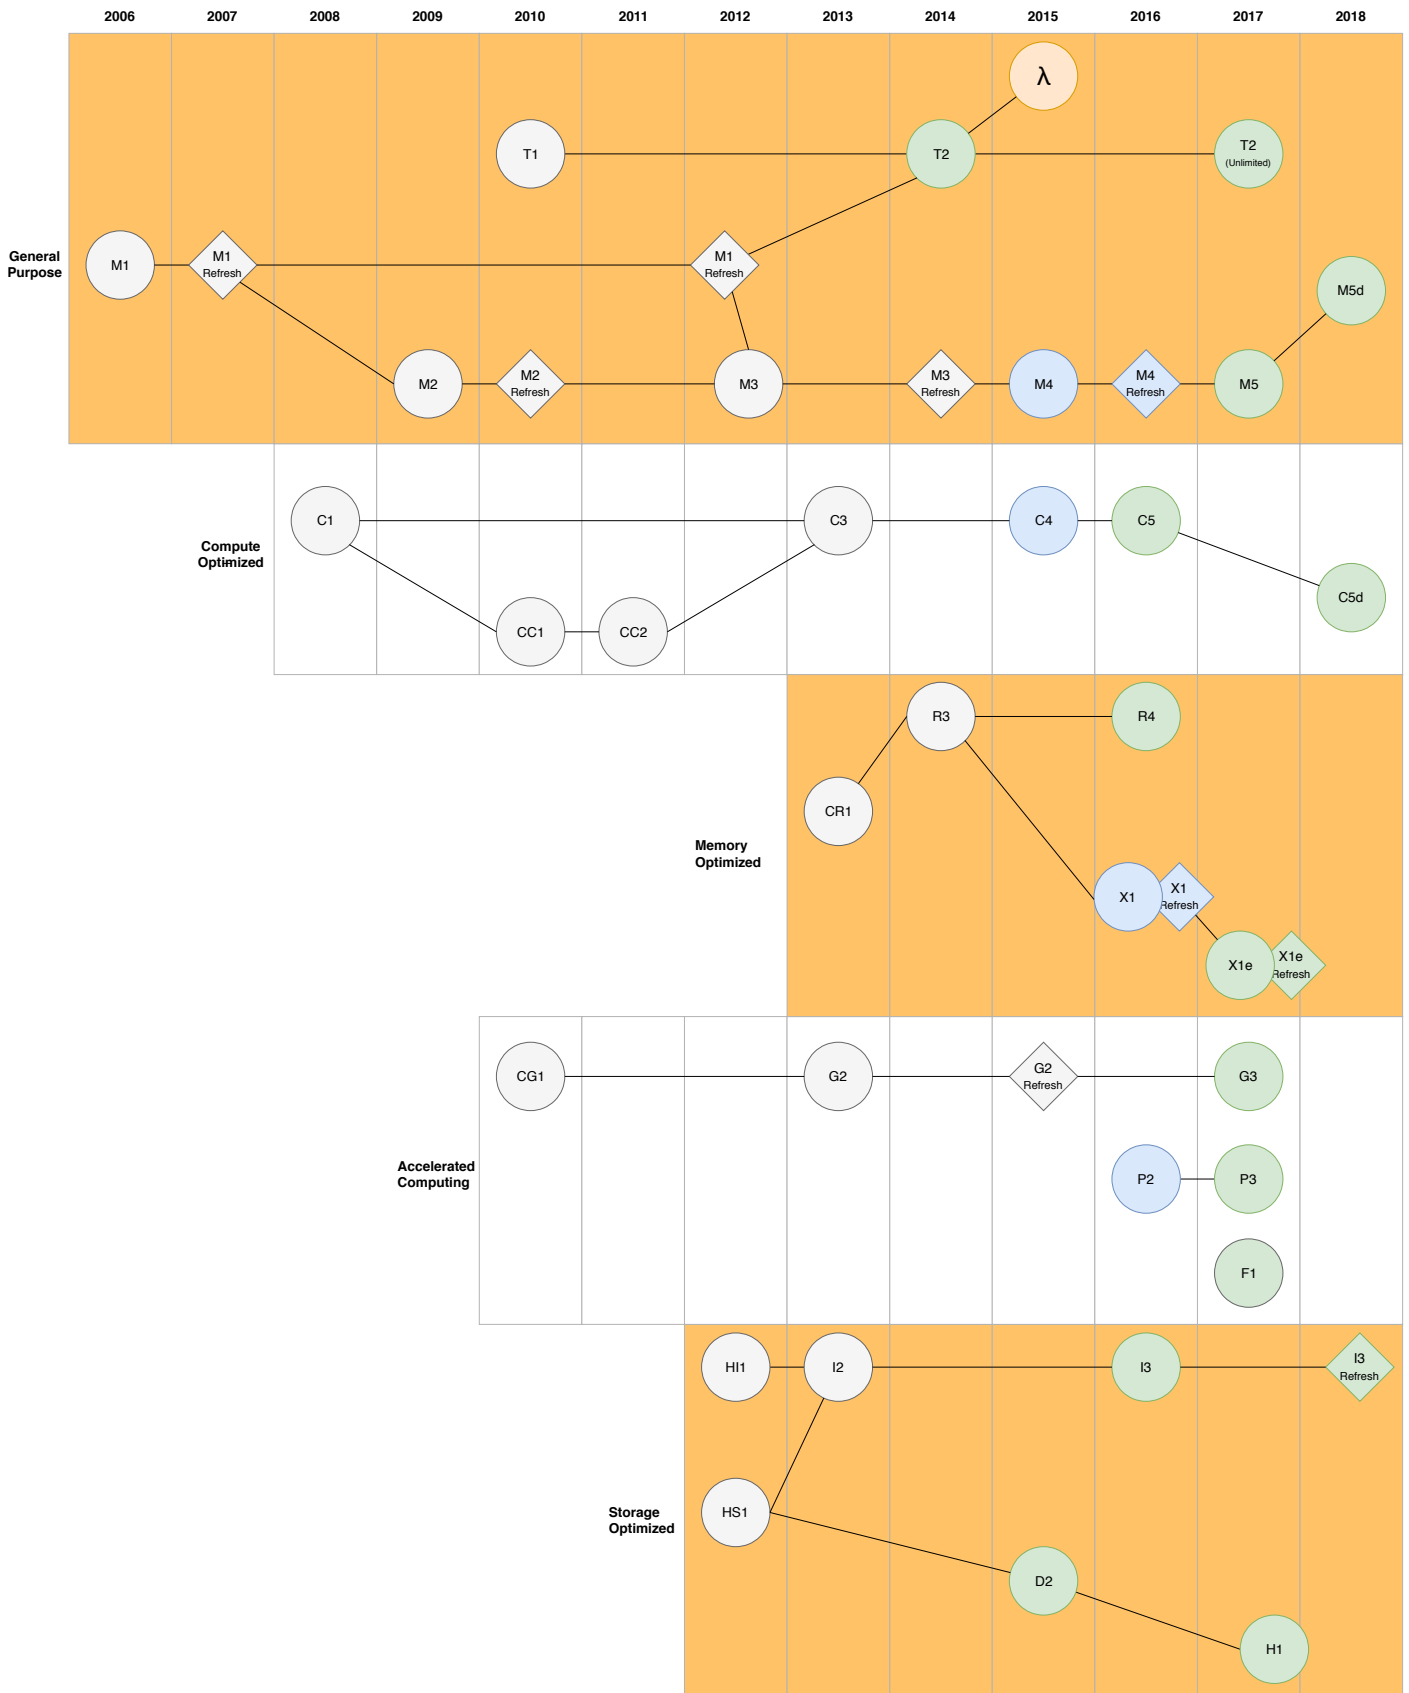 2006 2007 2008 2009 2010 2011 2012 2013 2014 2015 2016 2017 2018
λ
T1 T2 T2
(Unlimited)
General
Purpose
M1
M1
Refresh
M1
Refresh
M5d
M2
M2
Refresh
M3
M3
Refresh
M4
M4
Refresh
M5
Compute
Optimized
C1 C3 C4 C5
C5d
CC1 CC2
Memory
Optimized
R3 R4
CR1
X1
X1
Refresh
X1e
X1e
Refresh
Accelerated
Computing
CG1 G2
G2
Refresh
G3
P2 P3
F1
Storage
Optimized
HI1 I2 I3
I3
Refresh
HS1
D2
H1